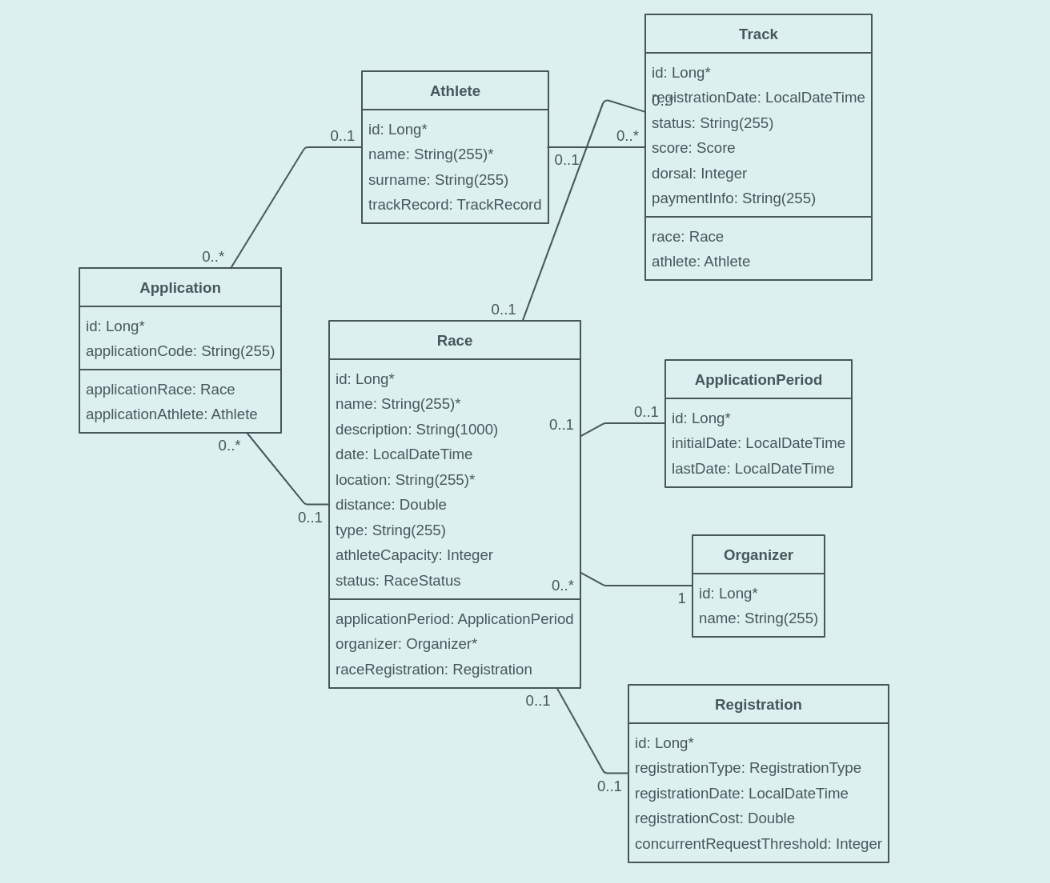 Track
id: Long*
registrationDate: LocalDateTime
0..*
status: String(255)
score: Score
dorsal: Integer
paymentInfo: String(255)
race: Race
athlete: Athlete
Athlete
id: Long*
name: String(255)*
surname: String(255)
trackRecord: TrackRecord
0..1
0..*
0..1
0..*
0..1
Application
id: Long*
applicationCode: String(255)
applicationRace: Race
applicationAthlete: Athlete
0..*
0..1
Race
id: Long*
name: String(255)*
description: String(1000)
date: LocalDateTime
location: String(255)*
distance: Double
type: String(255)
athleteCapacity: Integer
status: RaceStatus
applicationPeriod: ApplicationPeriod
organizer: Organizer*
raceRegistration: Registration
0..1
0..1
ApplicationPeriod
id: Long*
initialDate: LocalDateTime
lastDate: LocalDateTime
0..*
1
Organizer
id: Long*
name: String(255)
0..1
0..1
Registration
id: Long*
registrationType: RegistrationType
registrationDate: LocalDateTime
registrationCost: Double
concurrentRequestThreshold: Integer